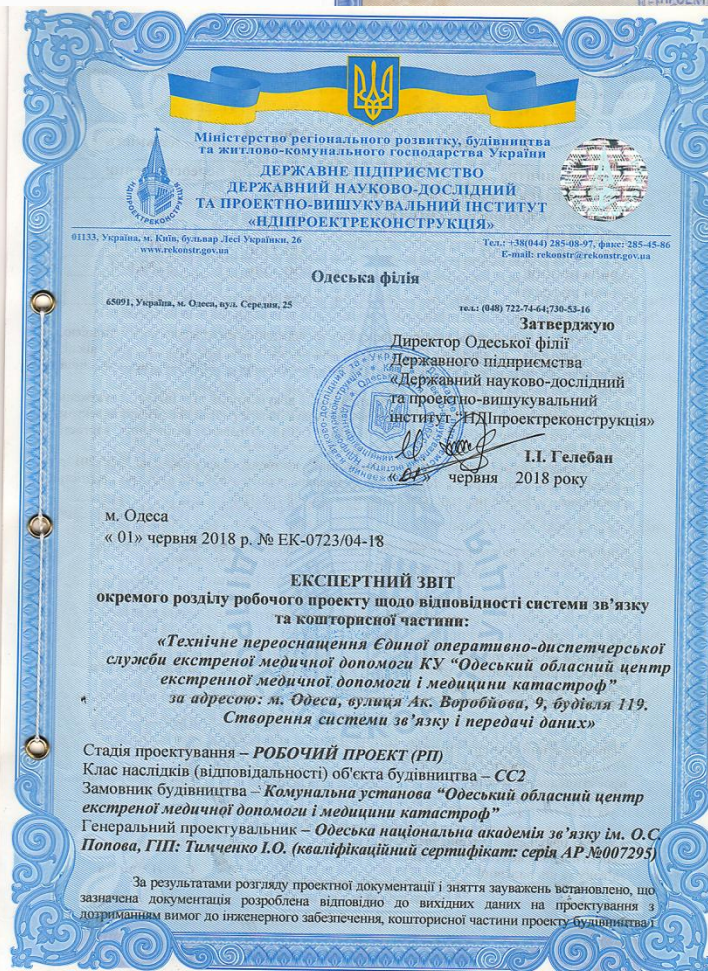 Міністерство регіонального розвитку, будівництва
та житлово-комунального господарства України
ДЕРЖАВНЕ ПІДПРИЄМСТВО
ДЕРЖАВНИЙ НАУКОВО-ДОСЛІДНИЙ
ТА ПРОЕКТНО-ВИШУКУВАЛЬНИЙ ІНСТИТУТ
«НДІПРОЕКТРЕКОНСТРУКЦІЯ»
НДІПРОЕКТРЕКОНСТРУКЦІЯ
01133, Україна, м. Київ, бульвар Лесі Українки, 26
www.rekonstr.gov.ua
Тел.: +38(044) 285-08-97, факс: 285-45-86
E-mail: rekonstr@rekonstr.gov.ua
Одеська філія
65091, Україна, м. Одеса, вул. Середня, 25
тел.: (048) 722-74-64;730-53-16
Затверджую
Директор Одеської філії
Державного підприємства
«Державний науково-дослідний
та проектно-вишукувальний
інститут "НДІпроектреконструкція»
І.І. Гелебан
«01» червня 2018 року
м. Одеса
« 01» червня 2018 р. № ЕК-0723/04-18
ЕКСПЕРТНИЙ ЗВІТ
окремого розділу робочого проекту щодо відповідності системи зв’язку
та кошторисної частини:
«Технічне переоснащення Єдиної оперативно-диспетчерської
служби екстреної медичної допомоги КУ “Одеський обласний центр
екстренної медичної допомоги і медицини катастроф”
за адресою: м. Одеса, вулиця Ак. Воробйова, 9, будівля 119.
Створення системи зв’язку і передачі даних»
Стадія проектування – РОБОЧИЙ ПРОЕКТ (РП)
Клас наслідків (відповідальності) об'єкта будівництва – СС2
Замовник будівництва – Комунальна установа “Одеський обласний центр
екстреної медичної допомоги і медицини катастроф”
Генеральний проектувальник – Одеська національна академія зв’язку ім. О.С.
Попова, ГІП: Тимченко І.О. (кваліфікаційний сертифікат: серія АР №007295)
За результатами розгляду проектної документації і зняття зауважень встановлено, що
зазначена документація розроблена відповідно до вихідних даних на проектування з
дотриманням вимог до інженерного забезпечення, кошторисної частини проекту будівництва і